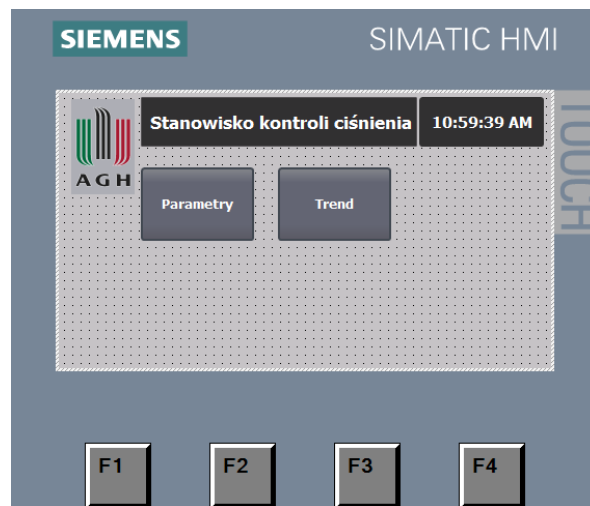 SIEMENS
SIMATIC HMI
TOUCH
AGH
Stanowisko kontroli ciśnienia
10:59:39 AM
Parametry
Trend
F1
F2
F3
F4